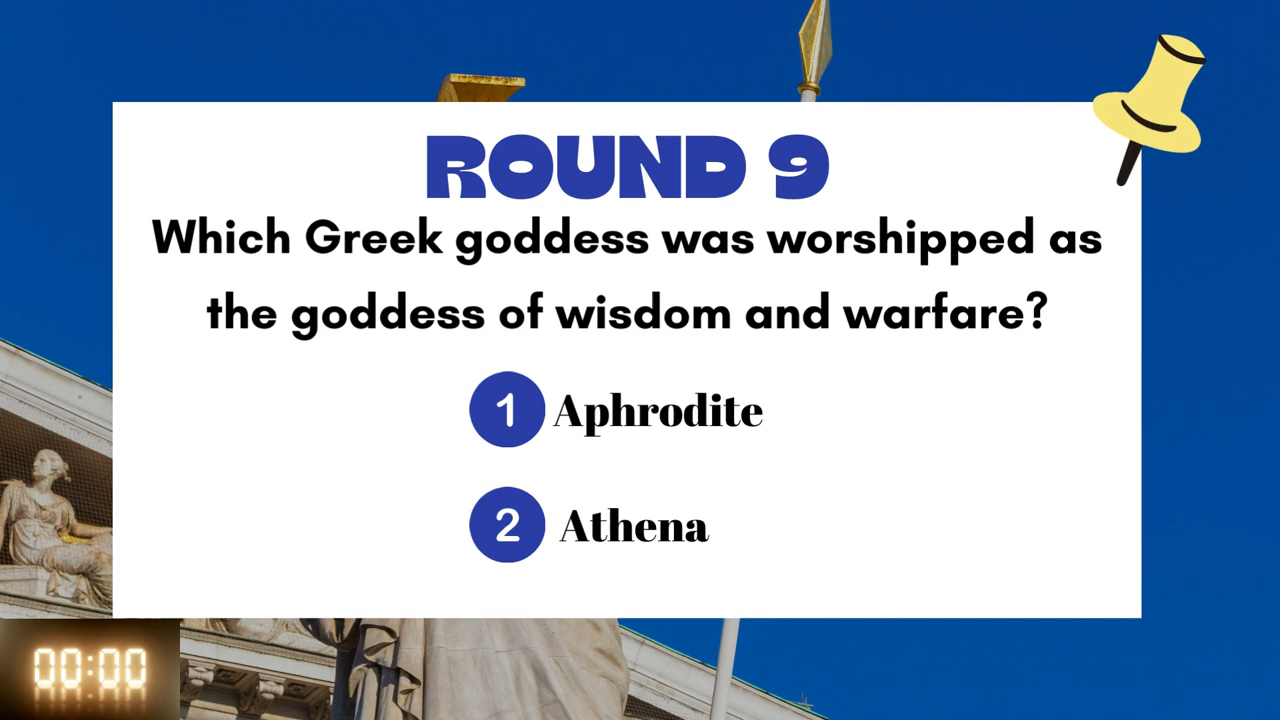 ROUND 9
Which Greek goddess was worshipped as
the goddess of wisdom and warfare?
1 Aphrodite
2 Athena
00:00